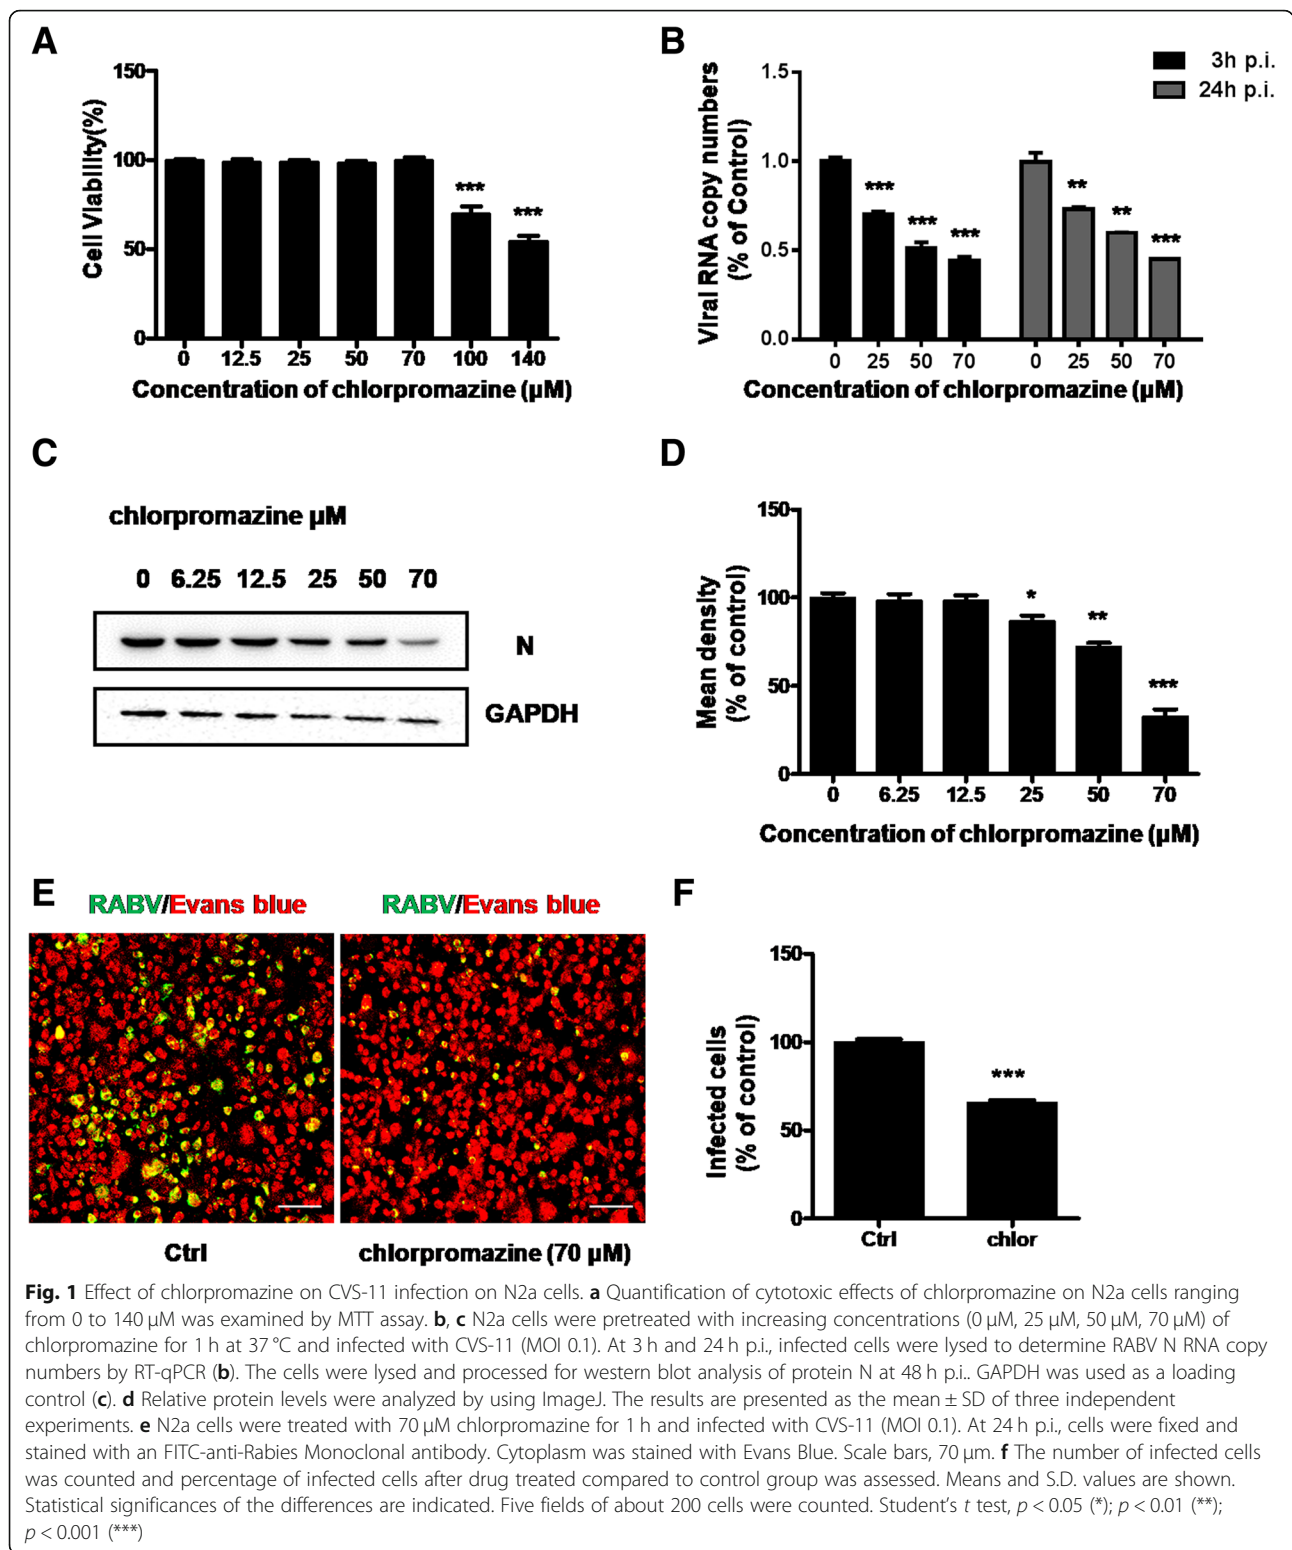 A
150
100
50
0
Cell Viability(%)
***
***
0 12.5 25 50 70 100 140
Concentration of chlorpromazine (µM)
B
3h p.i.
24h p.i.
1.5
1.0
0.5
0.0
Viral RNA copy numbers
(% of Control)
*** *** *** ** ** ***
0 25 50 70 0 25 50 70
Concentration of chlorpromazine (µM)
C
chlorpromazine µM
0 6.25 12.5 25 50 70
N
GAPDH
D
150
100
50
0
Mean density
(% of control)
* ** ***
0 6.25 12.5 25 50 70
Concentration of chlorpromazine (µM)
E
RABV/Evans blue RABV/Evans blue
Ctrl chlorpromazine (70 µM)
F
150
100
50
0
Infected cells
(% of control)
***
Ctrl chlor
Fig. 1 Effect of chlorpromazine on CVS-11 infection on N2a cells. a Quantification of cytotoxic effects of chlorpromazine on N2a cells ranging
from 0 to 140 µM was examined by MTT assay. b, c N2a cells were pretreated with increasing concentrations (0 µM, 25 µM, 50 µM, 70 µM) of
chlorpromazine for 1 h at 37 °C and infected with CVS-11 (MOI 0.1). At 3 h and 24 h p.i., infected cells were lysed to determine RABV N RNA copy
numbers by RT-qPCR (b). The cells were lysed and processed for western blot analysis of protein N at 48 h p.i.. GAPDH was used as a loading
control (c). d Relative protein levels were analyzed by using ImageJ. The results are presented as the mean ± SD of three independent
experiments. e N2a cells were treated with 70 µM chlorpromazine for 1 h and infected with CVS-11 (MOI 0.1). At 24 h p.i., cells were fixed and
stained with an FITC-anti-Rabies Monoclonal antibody. Cytoplasm was stained with Evans Blue. Scale bars, 70 µm. f The number of infected cells
was counted and percentage of infected cells after drug treated compared to control group was assessed. Means and S.D. values are shown.
Statistical significances of the differences are indicated. Five fields of about 200 cells were counted. Student's t test, p < 0.05 (*); p < 0.01 (**);
p < 0.001 (***)